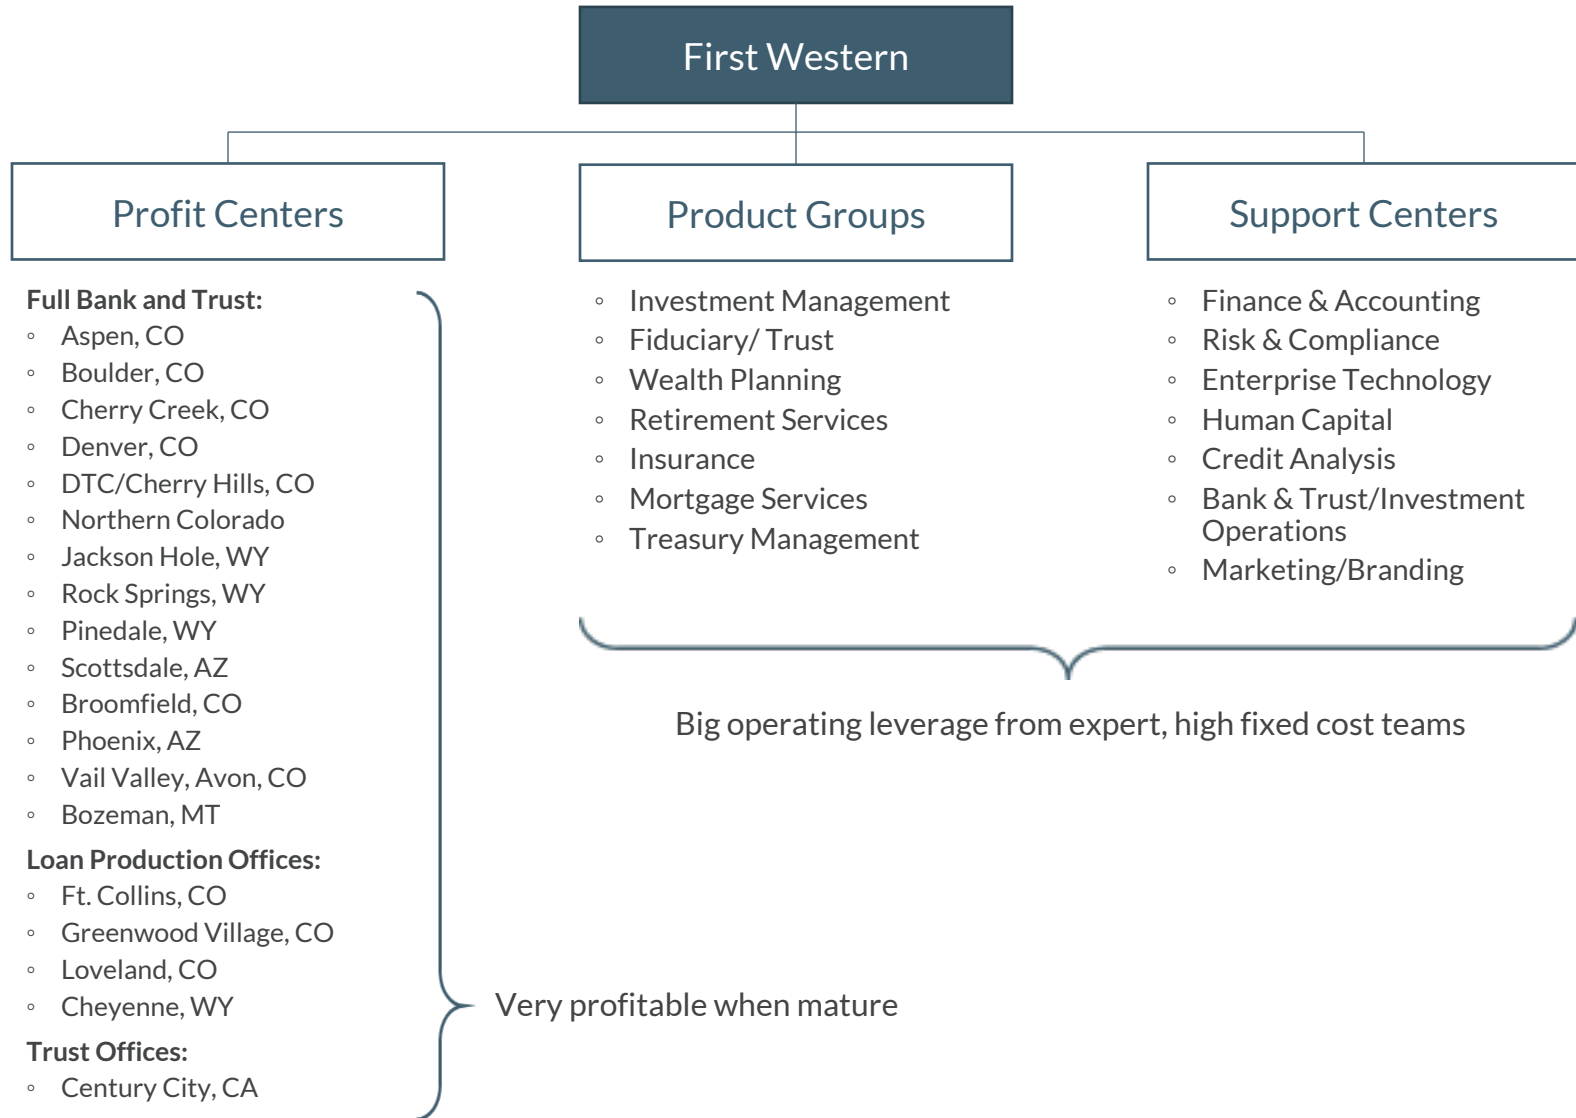 First Western
Profit Centers
Full Bank and Trust:
◦ Aspen, CO
◦ Boulder, CO
◦ Cherry Creek, CO
◦ Denver, CO
◦ DTC/Cherry Hills, CO
◦ Northern Colorado
◦ Jackson Hole, WY
◦ Rock Springs, WY
◦ Pinedale, WY
◦ Scottsdale, AZ
◦ Broomfield, CO
◦ Phoenix, AZ
◦ Vail Valley, Avon, CO
◦ Bozeman, MT
Loan Production Offices:
◦ Ft. Collins, CO
◦ Greenwood Village, CO
◦ Loveland, CO
◦ Cheyenne, WY
Trust Offices:
◦ Century City, CA
Very profitable when mature
Product Groups
◦ Investment Management
◦ Fiduciary/ Trust
◦ Wealth Planning
◦ Retirement Services
◦ Insurance
◦ Mortgage Services
◦ Treasury Management
Support Centers
◦ Finance & Accounting
◦ Risk & Compliance
◦ Enterprise Technology
◦ Human Capital
◦ Credit Analysis
◦ Bank & Trust/Investment
Operations
◦ Marketing/Branding
Big operating leverage from expert, high fixed cost teams